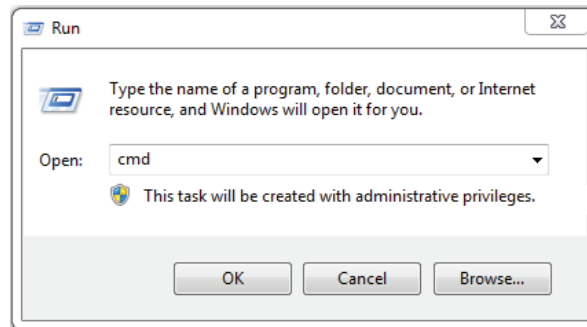 Run
Type the name of a program, folder, document, or Internet
resource, and Windows will open it for you.
Open: cmd
This task will be created with administrative privileges.
OK Cancel Browse...